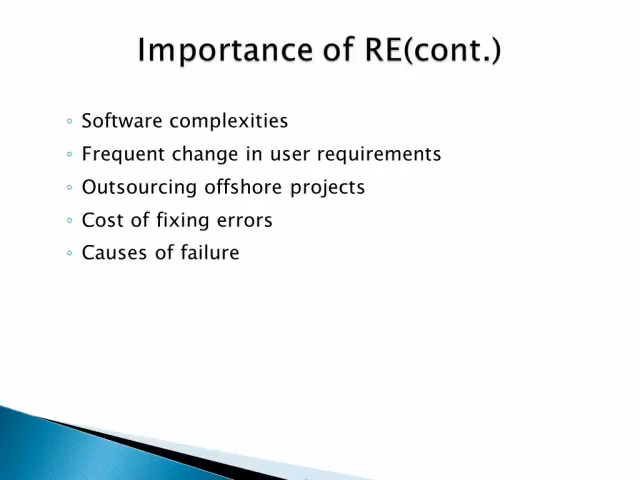 Importance of RE(cont.)
◦ Software complexities
◦ Frequent change in user requirements
◦ Outsourcing offshore projects
◦ Cost of fixing errors
◦ Causes of failure